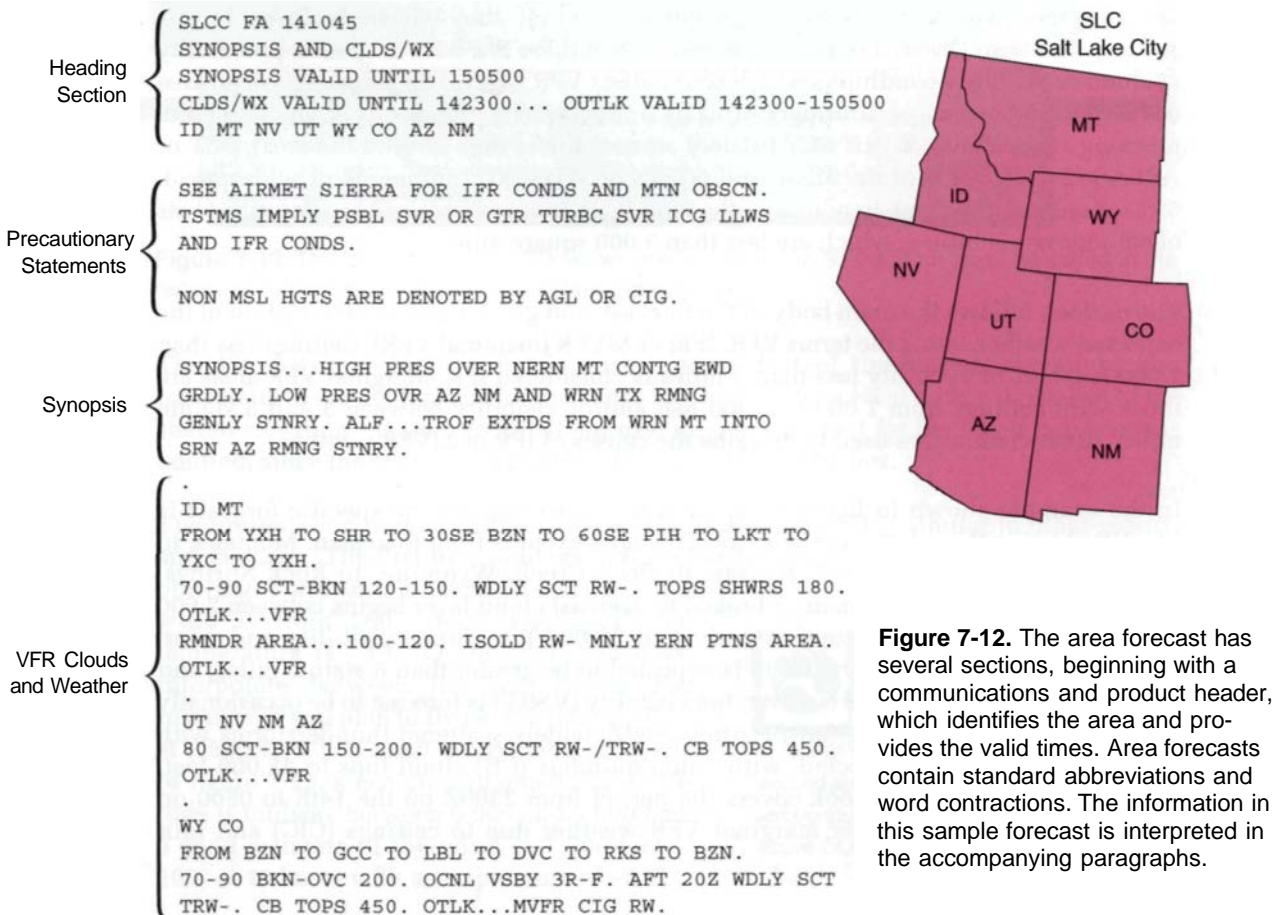 Heading
Section
SLCC FA 141045
SYNOPSIS AND CLDS/WX
SYNOPSIS VALID UNTIL 150500
CLDS/WX VALID UNTIL 142300... OUTLK VALID 142300-150500
ID MT NV UT WY CO AZ NM
Precautionary
Statements
SEE AIRMET SIERRA FOR IFR CONDS AND MTN OBSCN.
TSTMS IMPLY PSBL SVR OR GTR TURBC SVR ICG LLWS
AND IFR CONDS.
NON MSL HGTS ARE DENOTED BY AGL OR CIG.
Synopsis
SYNOPSIS...HIGH PRES OVER NERN MT CONTG EWD
GRDLY. LOW PRES OVR AZ NM AND WRN TX RMNG
GENLY STNRY. ALF...TROF EXTDS FROM WRN MT INTO
SRN AZ RMNG STNRY.
VFR Clouds
and Weather
.
ID MT
FROM YXH TO SHR TO 30SE BZN TO 60SE PIH TO LKT TO
YXC TO YXH.
70-90 SCT-BKN 120-150. WDLY SCT RW-. TOPS SHWRS 180.
OTLK...VFR
RMNDR AREA...100-120. ISOLD RW- MNLY ERN PTNS AREA.
OTLK...VFR
.
UT NV NM AZ
80 SCT-BKN 150-200. WDLY SCT RW-/TRW-. CB TOPS 450.
OTLK...VFR
.
WY CO
FROM BZN TO GCC TO LBL TO DVC TO RKS TO BZN.
70-90 BKN-OVC 200. OCNL VSBY 3R-F. AFT 20Z WDLY SCT
TRW-. CB TOPS 450. OTLK...MVFR CIG RW.
SLC
Salt Lake City
MT
ID
WY
NV
UT
CO
AZ
NM
Figure 7-12. The area forecast has
several sections, beginning with a
communications and product header,
which identifies the area and pro-
vides the valid times. Area forecasts
contain standard abbreviations and
word contractions. The information in
this sample forecast is interpreted in
the accompanying paragraphs.